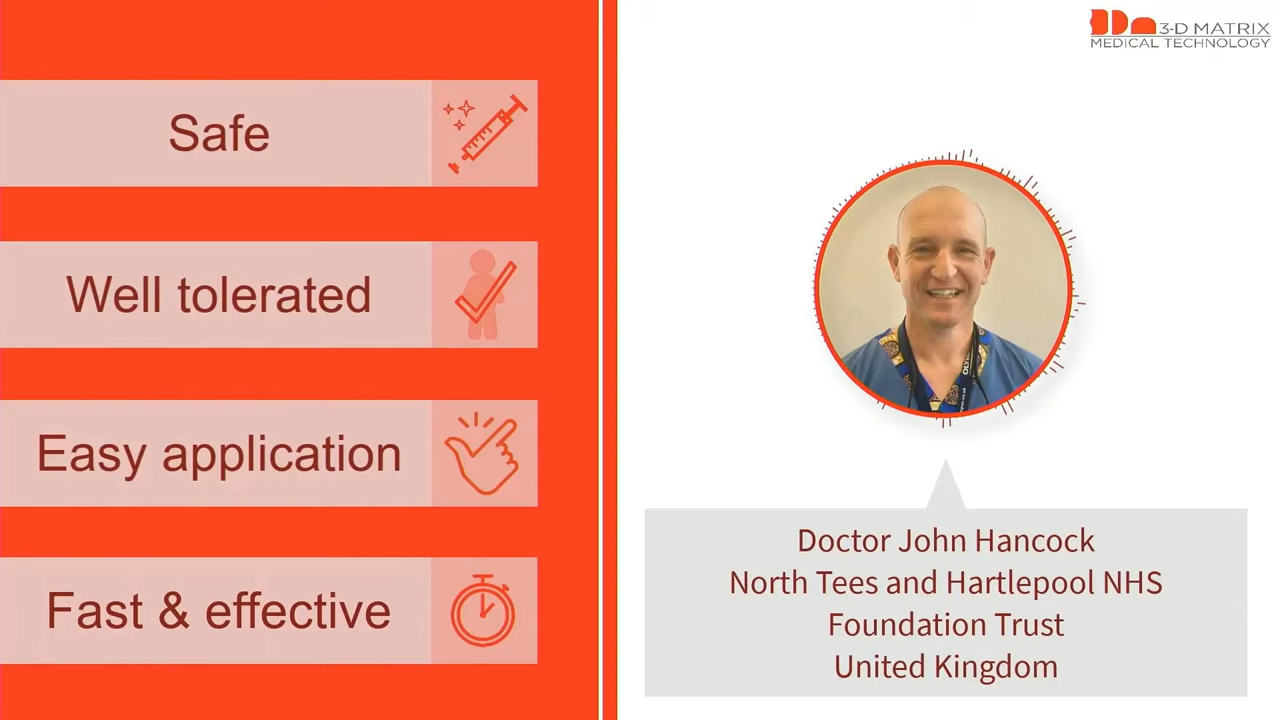 Safe
Well tolerated
Easy application
Fast & effective
3-D MATRIX
MEDICAL TECHNOLOGY
Doctor John Hancock
North Tees and Hartlepool NHS
Foundation Trust
United Kingdom